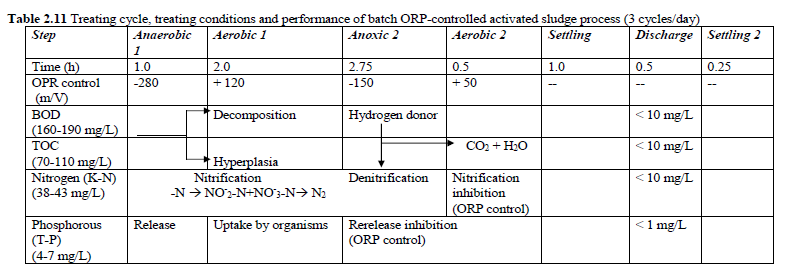 Table 2.11 Treating cycle, treating conditions and performance of batch ORP-controlled activated sludge process (3 cycles/day)
Step Anaerobic 1 Aerobic 1 Anoxic 2 Aerobic 2 Settling Discharge Settling 2
Time (h) 1.0 2.0 2.75 0.5 1.0 0.5 0.25
OPR control (m/V) -280 + 120 -150 + 50 -- -- --
BOD (160-190 mg/L) Decomposition Hydrogen donor < 10 mg/L
TOC (70-110 mg/L) Hyperplasia CO2 + H2O < 10 mg/L
Nitrogen (K-N) (38-43 mg/L) Nitrification -N → NO-2-N+NO-3-N→ N2 Denitrification Nitrification inhibition (ORP control) < 10 mg/L
Phosphorous (T-P) (4-7 mg/L) Release Uptake by organisms Rerelease inhibition (ORP control) < 1 mg/L